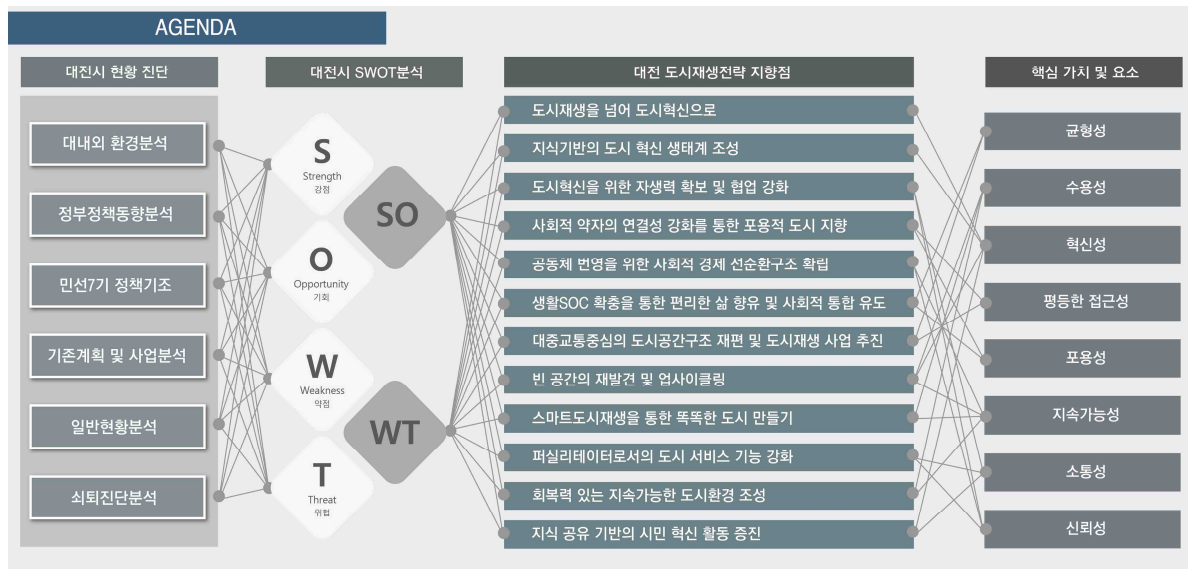 AGENDA
대전시 현황 진단
대내외 환경분석
정부정책동향분석
민선7기 정책기조
기존계획 및 사업분석
일반현황분석
쇠퇴진단분석
대전시 SWOT분석
S
Strength
강점
O
Opportunity
기회
W
Weakness
약점
T
Threat
위협
SO
WT
대전 도시재생전략 지향점
도시재생을 넘어 도시혁신으로
지식기반의 도시 혁신 생태계 조성
도시혁신을 위한 자생력 확보 및 협업 강화
사회적 약자의 연결성 강화를 통한 포용적 도시 지향
공동체 번영을 위한 사회적 경제 선순환구조 확립
생활SOC 확충을 통한 편리한 삶 향유 및 사회적 통합 유도
대중교통중심의 도시공간구조 재편 및 도시재생 사업 추진
빈 공간의 재발견 및 업사이클링
스마트도시재생을 통한 똑똑한 도시 만들기
퍼실리테이터로서의 도시 서비스 기능 강화
회복력 있는 지속가능한 도시환경 조성
지식 공유 기반의 시민 혁신 활동 증진
핵심 가치 및 요소
균형성
수용성
혁신성
평등한 접근성
포용성
지속가능성
소통성
신뢰성